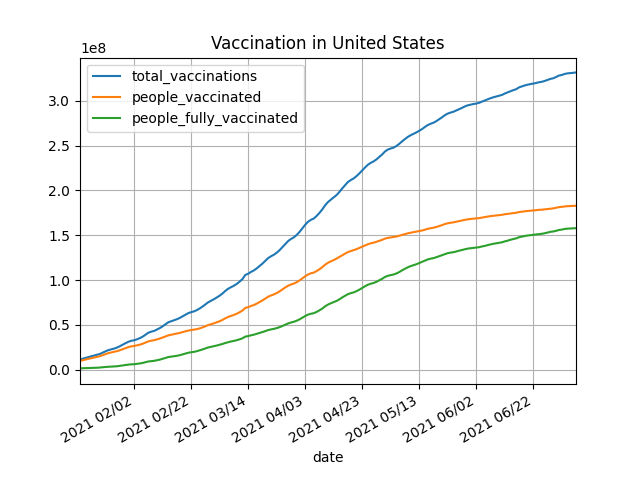 Vaccination in United States
1e8
total_vaccinations
people_vaccinated
people_fully_vaccinated
3.0
2.5
2.0
1.5
1.0
0.5
0.0
2021 02/02
2021 02/22
2021 03/14
2021 04/03
2021 04/23
2021 05/13
2021 06/02
2021 06/22
date